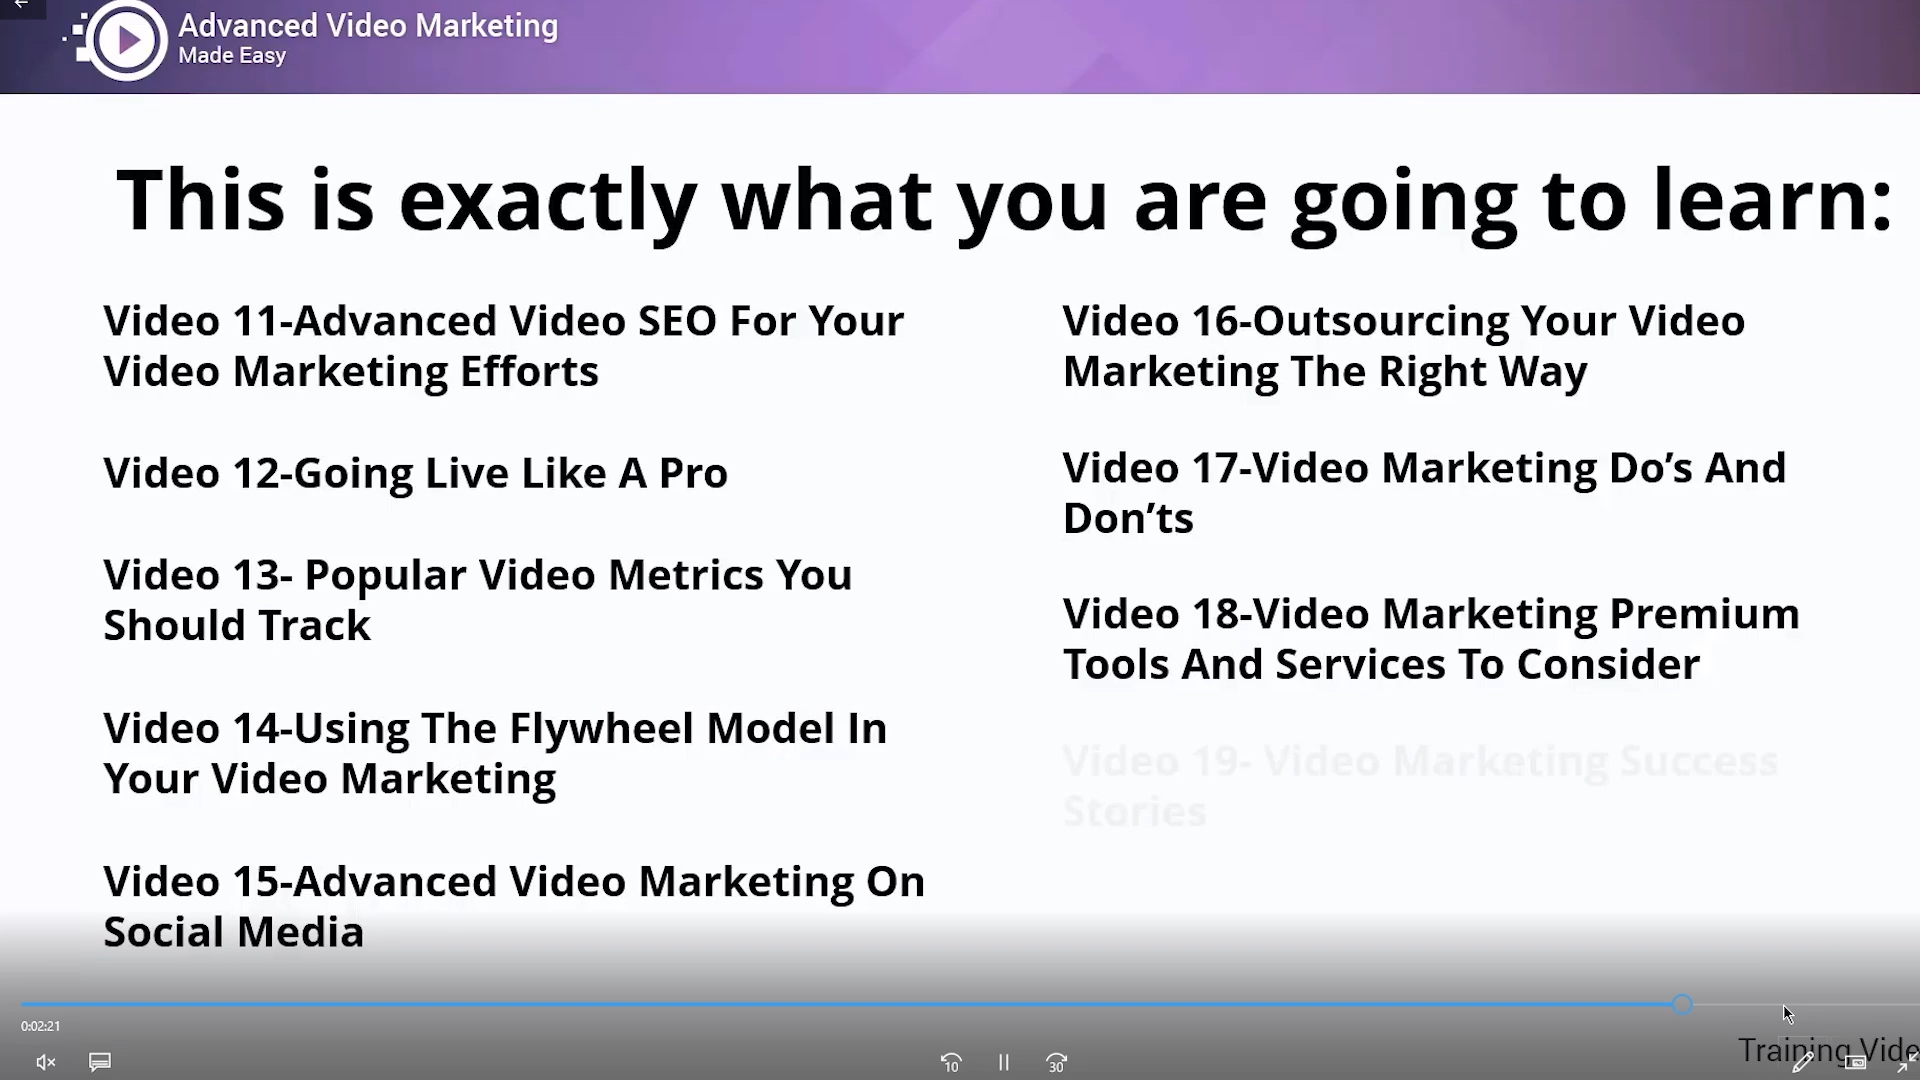 Advanced Video Marketing
Made Easy
This is exactly what you are going to learn:
Video 11-Advanced Video SEO For Your
Video Marketing Efforts
Video 12-Going Live Like A Pro
Video 13- Popular Video Metrics You
Should Track
Video 14-Using The Flywheel Model In
Your Video Marketing
Video 15-Advanced Video Marketing On
Social Media
Video 16-Outsourcing Your Video
Marketing The Right Way
Video 17-Video Marketing Do’s And
Don’ts
Video 18-Video Marketing Premium
Tools And Services To Consider
Video 19- Video Marketing Success
Stories
0:02:21
10
30
Training Vide